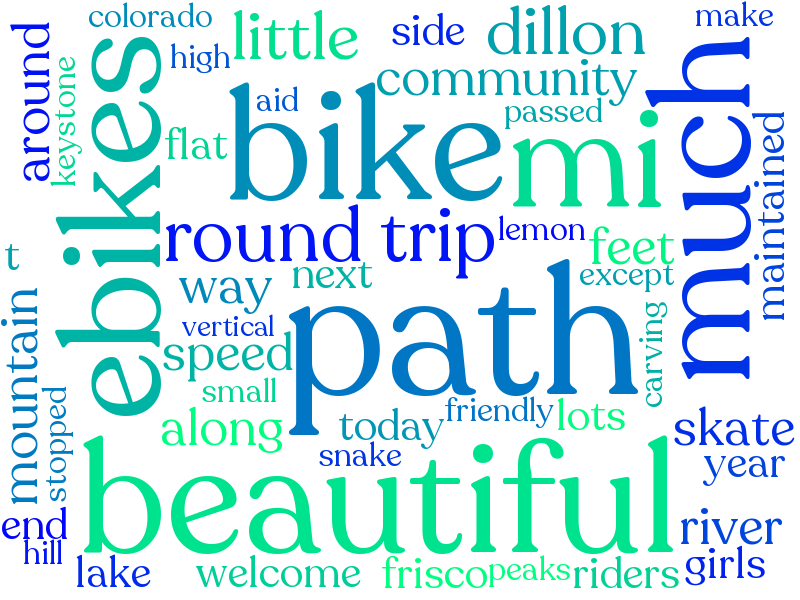 colorado
make
little
side
dillon
around
high
community
keystone
ebikes
aid
bike
passed
much
flat
mi
maintained
round trip
lemon
feet
t
way
next
except
mountain
vertical
path
carving
speed
small
stopped
along
today
friendly
lots
skate
snake
beautiful
year
end
river
hill
lake
welcome
frisco
peaks
riders
girls